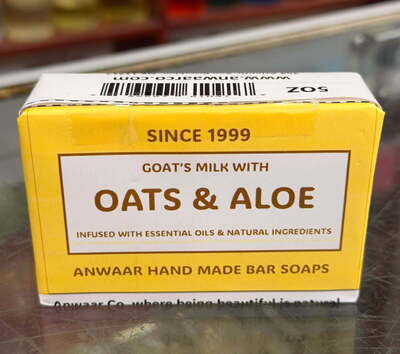 www.anwaarco.com
5OZ
SINCE 1999
GOAT'S MILK WITH
OATS & ALOE
INFUSED WITH ESSENTIAL OILS & NATURAL INGREDIENTS
ANWAAR HAND MADE BAR SOAPS
Anwaar Co. where being beautiful is natural